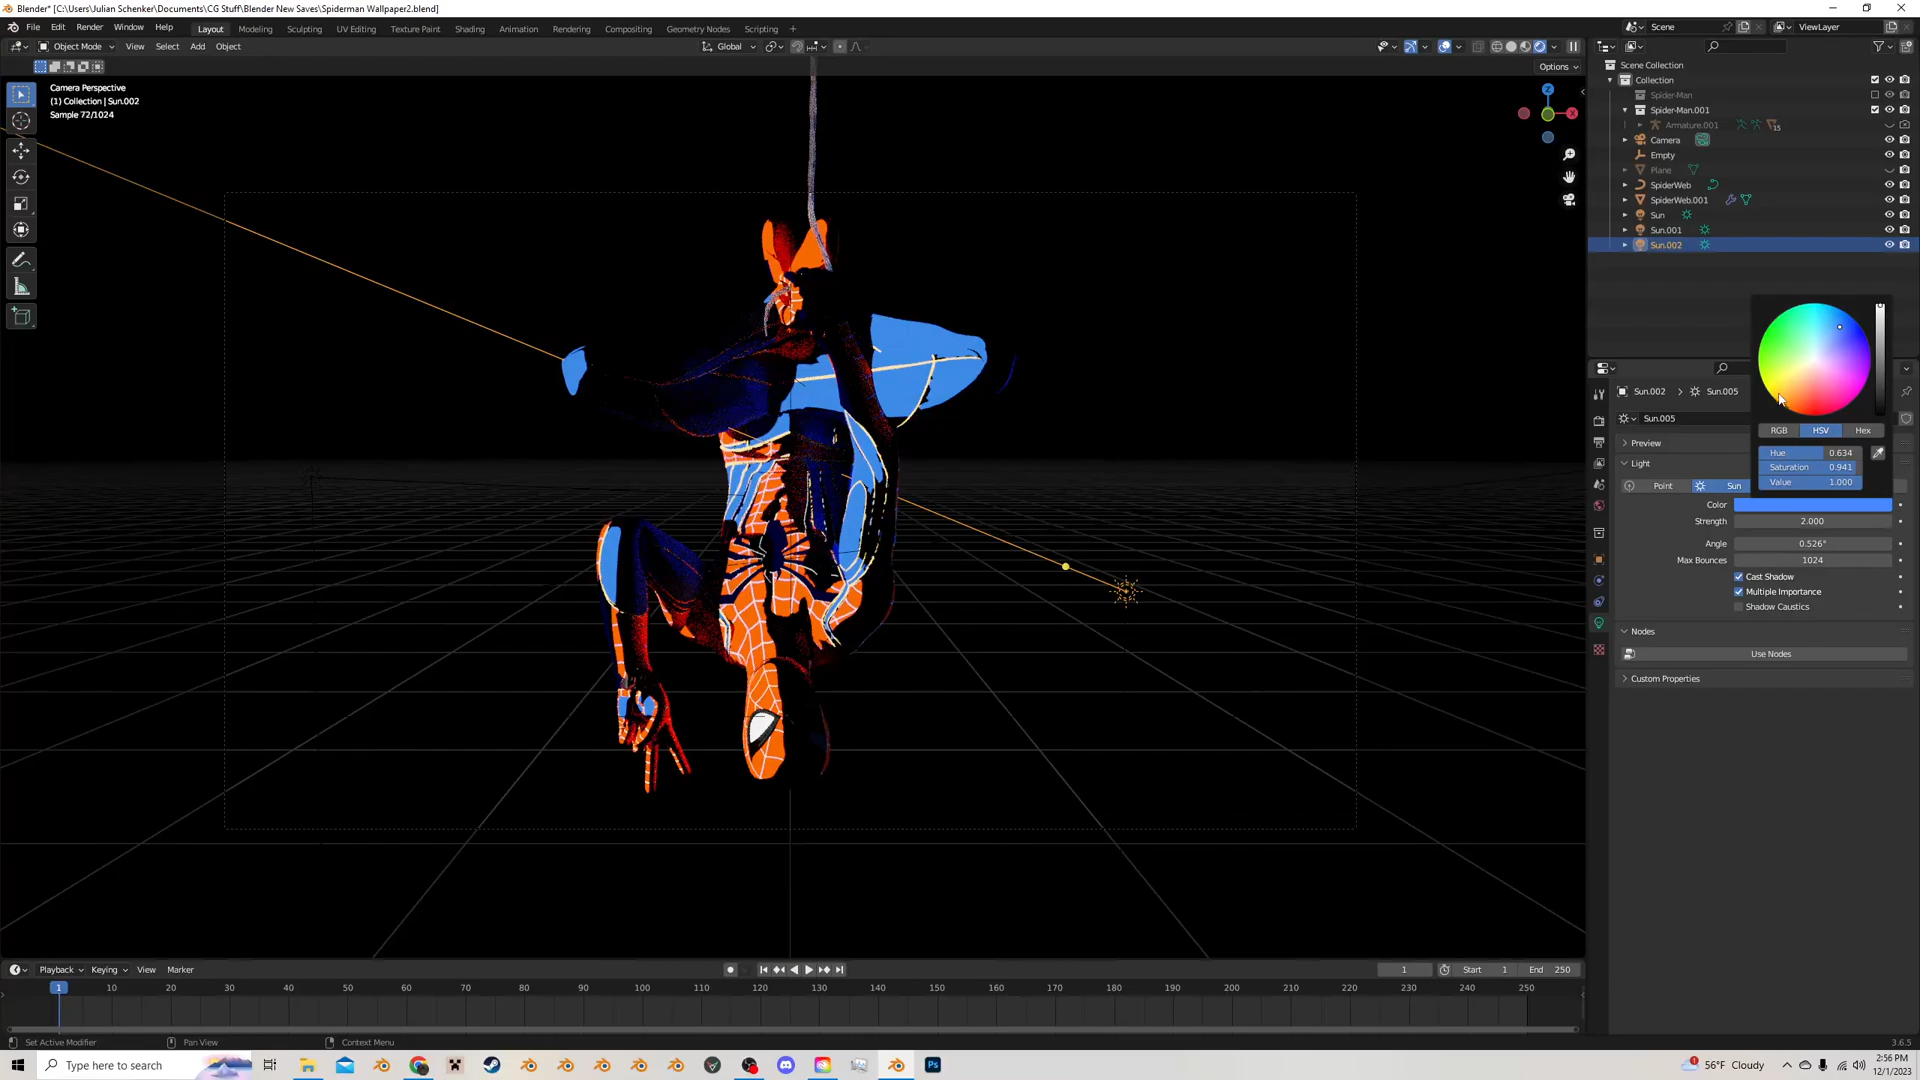 Blender* [C:\Users\Julian Schenker\Documents\CG Stuff\Blender New Saves\Spiderman Wallpaper2.blend]
File Edit Render Window Help Layout Modeling Sculpting UV Editing Texture Paint Shading Animation Rendering Compositing Geometry Nodes Scripting + Scene ViewLayer
Object Mode View Select Add Object Global
Options
Camera Perspective
(1) Collection | Sun.002
Sample 72/1024
Z
X
Scene Collection
Collection
Spider-Man
Spider-Man.001
Armature.001 15
Camera
Empty
Plane
SpiderWeb
SpiderWeb.001
Sun
Sun.001
Sun.002
Sun.002 > Sun.005
Sun.005
RGB HSV Hex
Hue 0.634
Saturation 0.941
Value 1.000
Preview
Light
Point Sun
Color
Strength 2.000
Angle 0.526°
Max Bounces 1024
Cast Shadow
Multiple Importance
Shadow Caustics
Nodes
Use Nodes
Custom Properties
Playback Keying View Marker 1 Start 1 End 250
1 10 20 30 40 50 60 70 80 90 100 110 120 130 140 150 160 170 180 190 200 210 220 230 240 250
Set Active Modifier Pan View Context Menu 3.6.5
Type here to search Ps 1 56°F Cloudy 2:56 PM
12/1/2023